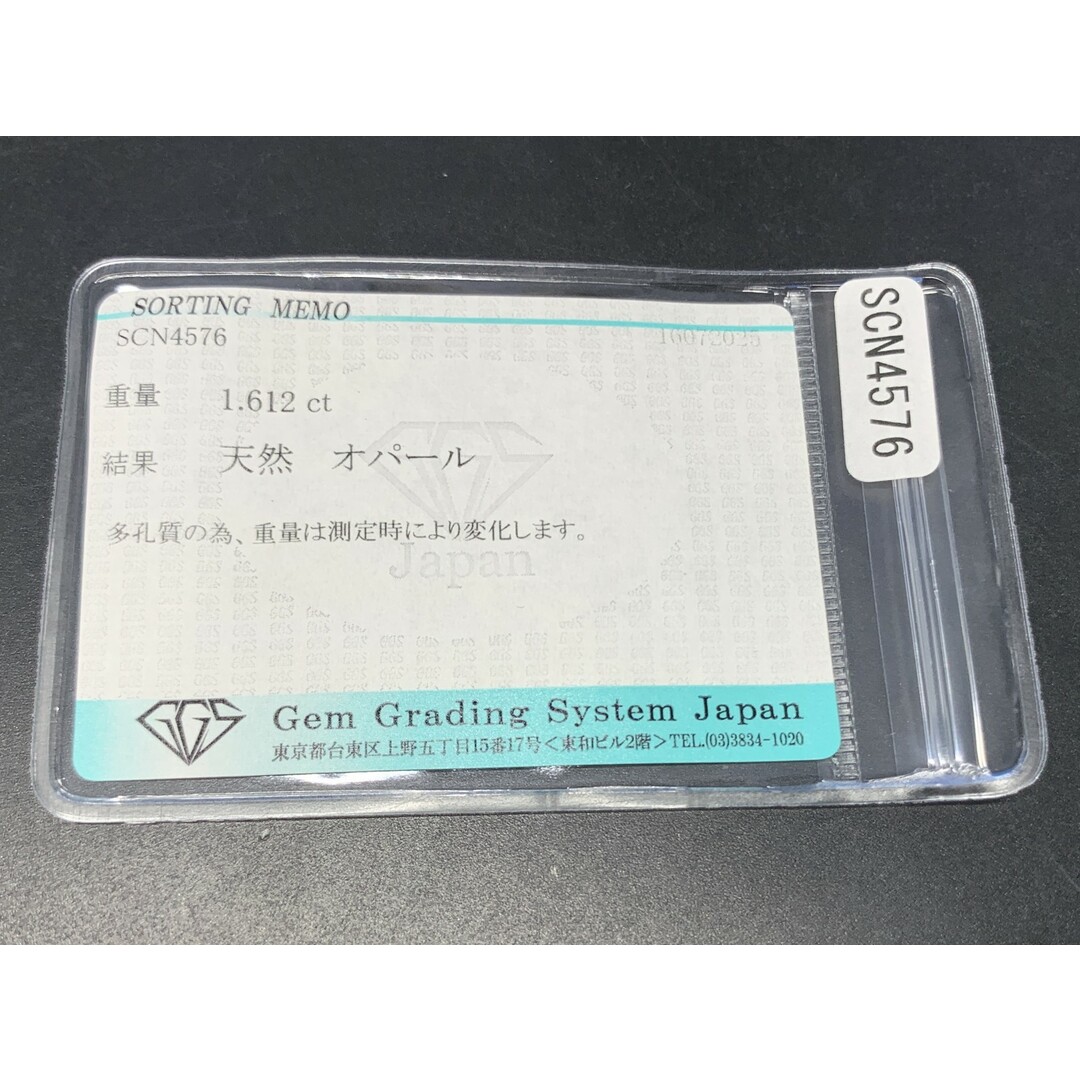 SORTING MEMO
SCN4576 16072025
重量 1.612 ct
結果 天然 オパール
多孔質の為、重量は測定時により変化します。
Japan
GGS Gem Grading System Japan
東京都台東区上野五丁目15番17号＜東和ビル2階＞TEL.(03)3834-1020
SCN4576